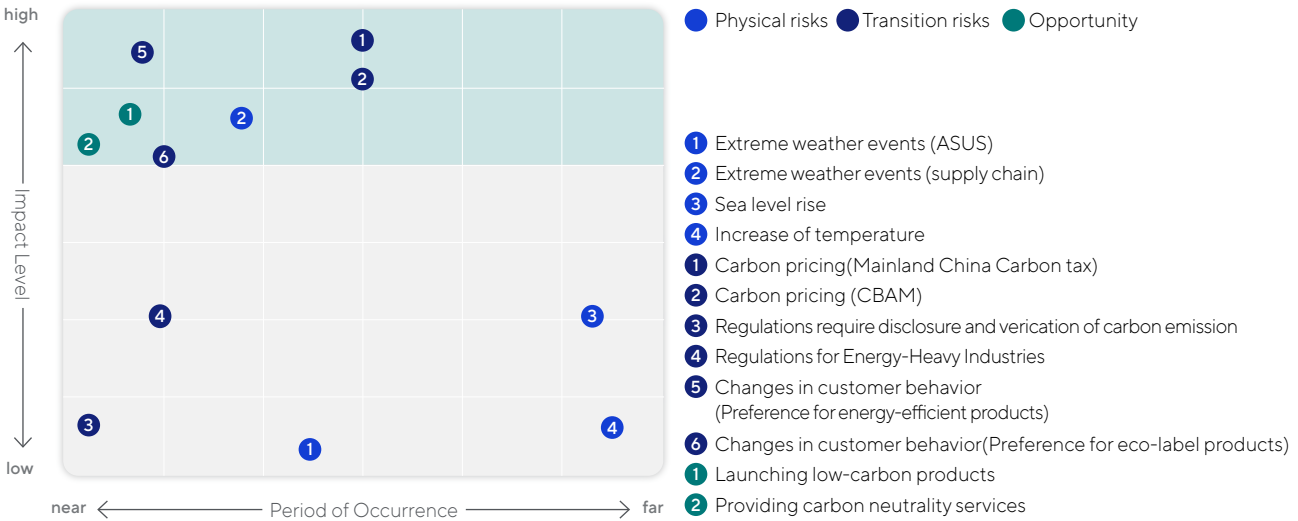 high
Impact Level
low
near
Period of Occurrence
far
5
1
2
1
2
2
6
4
3
3
1
4
Physical risks
Transition risks
Opportunity
1 Extreme weather events (ASUS)
2 Extreme weather events (supply chain)
3 Sea level rise
4 Increase of temperature
1 Carbon pricing(Mainland China Carbon tax)
2 Carbon pricing (CBAM)
3 Regulations require disclosure and verication of carbon emission
4 Regulations for Energy-Heavy Industries
5 Changes in customer behavior
(Preference for energy-efficient products)
6 Changes in customer behavior(Preference for eco-label products)
1 Launching low-carbon products
2 Providing carbon neutrality services